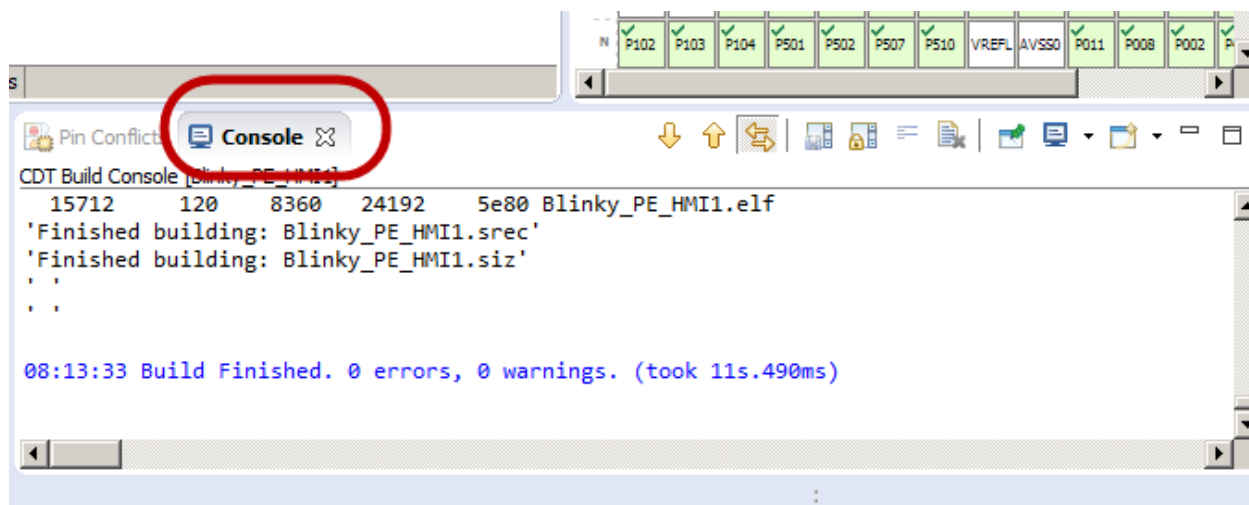 N P102 P103 P104 P501 P502 P507 P510 VREFL AVSS0 P011 P008 P002
s
Pin Conflicts Console
CDT Build Console [Blinky_PE_HMI1]
15712 120 8360 24192 5e80 Blinky_PE_HMI1.elf
'Finished building: Blinky_PE_HMI1.srec'
'Finished building: Blinky_PE_HMI1.siz'
' '
' '
08:13:33 Build Finished. 0 errors, 0 warnings. (took 11s.490ms)